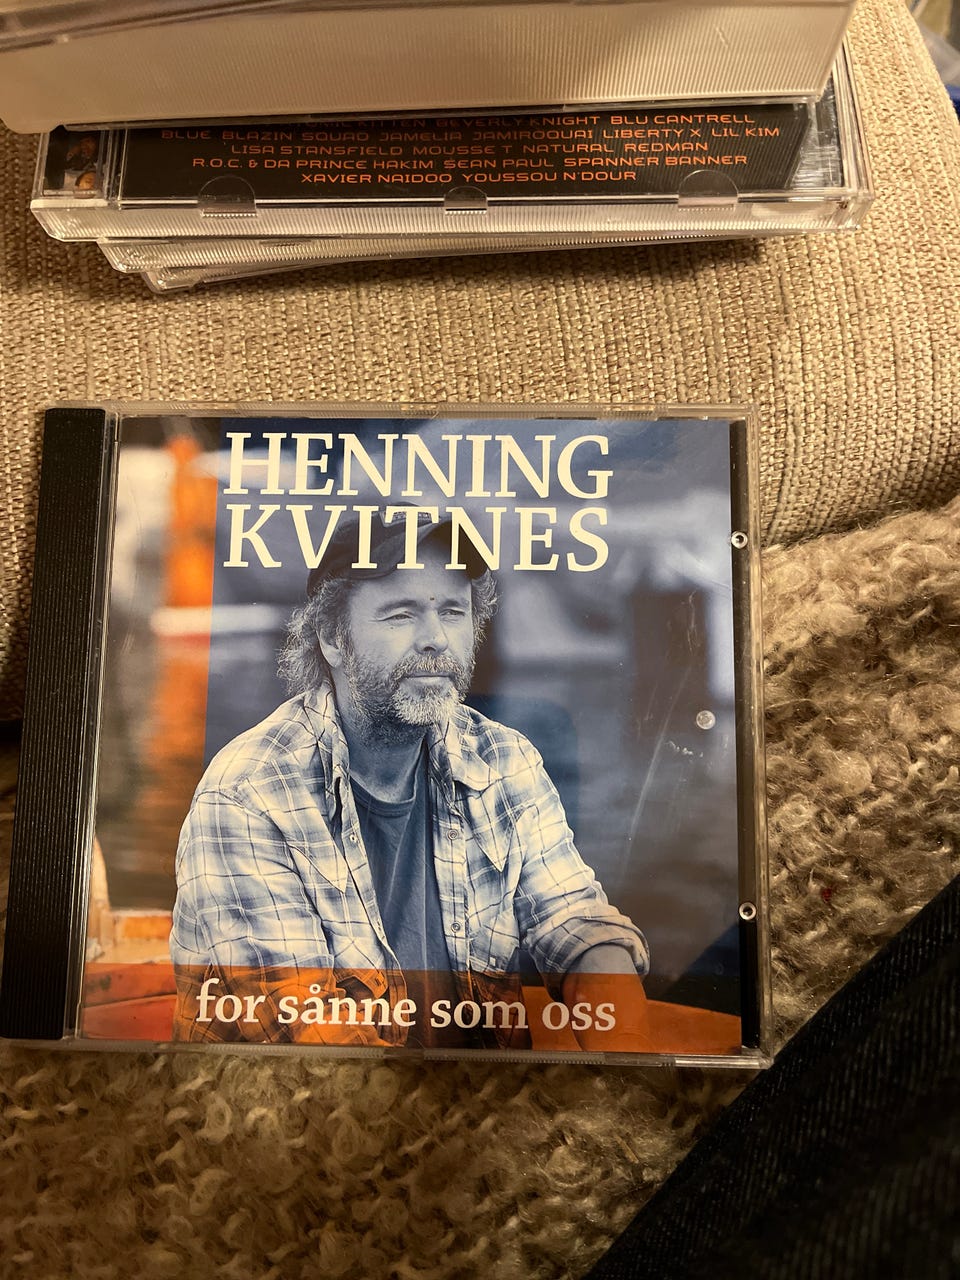 KITTEN BEVERLY KNIGHT BLU CANTRELL
BLUE BLAZIN SQUAD JAMELIA JAMIROQUAI LIBERTY X LIL KIM
LISA STANSFIELD MOUSSE T NATURAL REDMAN
R.O.C. & DA PRINCE HAKIM SEAN PAUL SPANNER BANNER
XAVIER NAIDOO YOUSSOU N'DOUR
HENNING
KVITNES
for sånne som oss